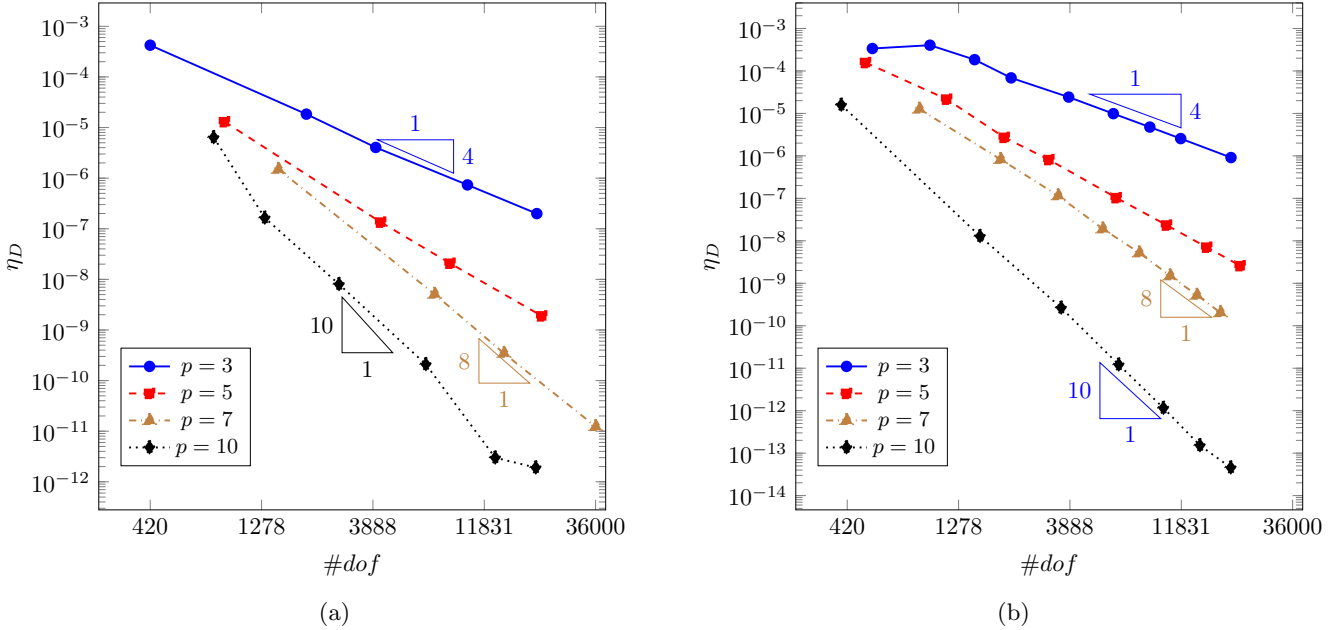 10^{-3}
10^{-4}
10^{-5}
10^{-6}
10^{-7}
10^{-8}
10^{-9}
10^{-10}
10^{-11}
10^{-12}
η_D
1
4
10
1
8
1
p = 3
p = 5
p = 7
p = 10
420 1278 3888 11831 36000
#dof
(a)
10^{-3}
10^{-4}
10^{-5}
10^{-6}
10^{-7}
10^{-8}
10^{-9}
10^{-10}
10^{-11}
10^{-12}
10^{-13}
10^{-14}
η_D
1
4
8
1
10
1
p = 3
p = 5
p = 7
p = 10
420 1278 3888 11831 36000
#dof
(b)